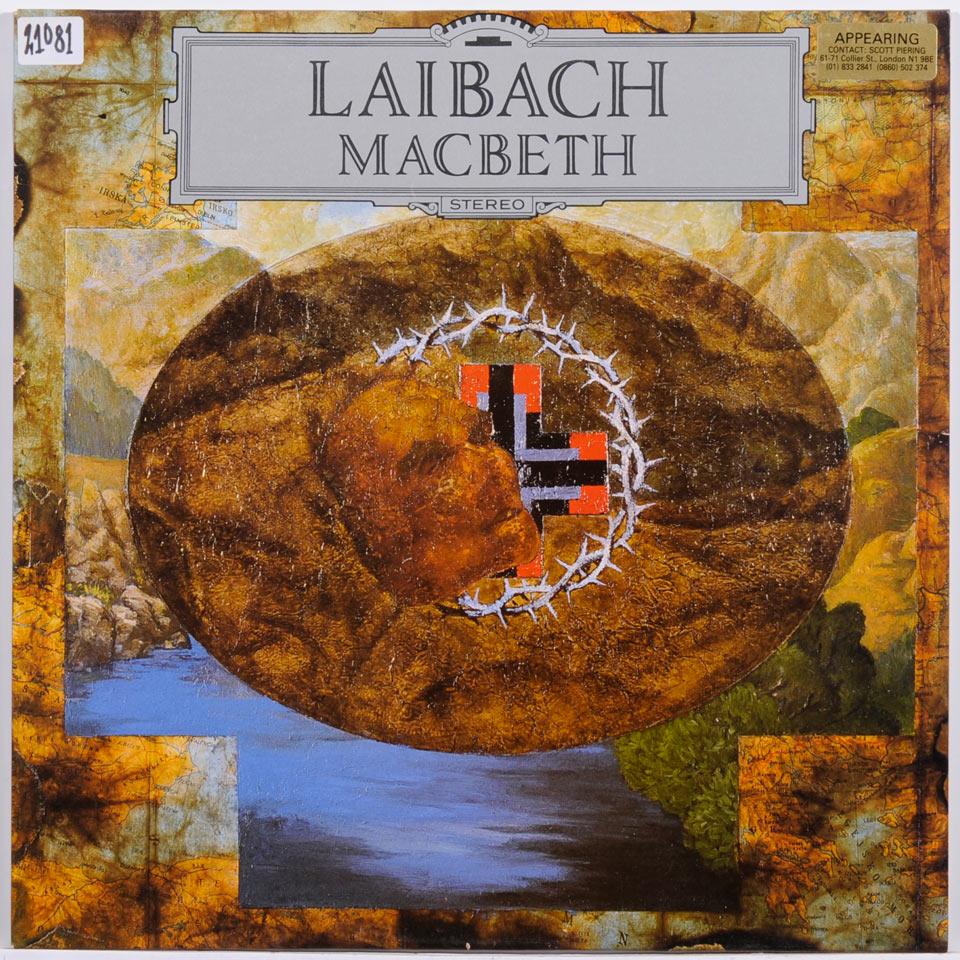 21081
LAIBACH
MACBETH
STEREO
APPEARING
CONTACT: SCOTT PIERING
61-71 Collier St., London N1 9BE
(01) 833 2841 (0860) 502 374
IRSKA
IRSKO
N